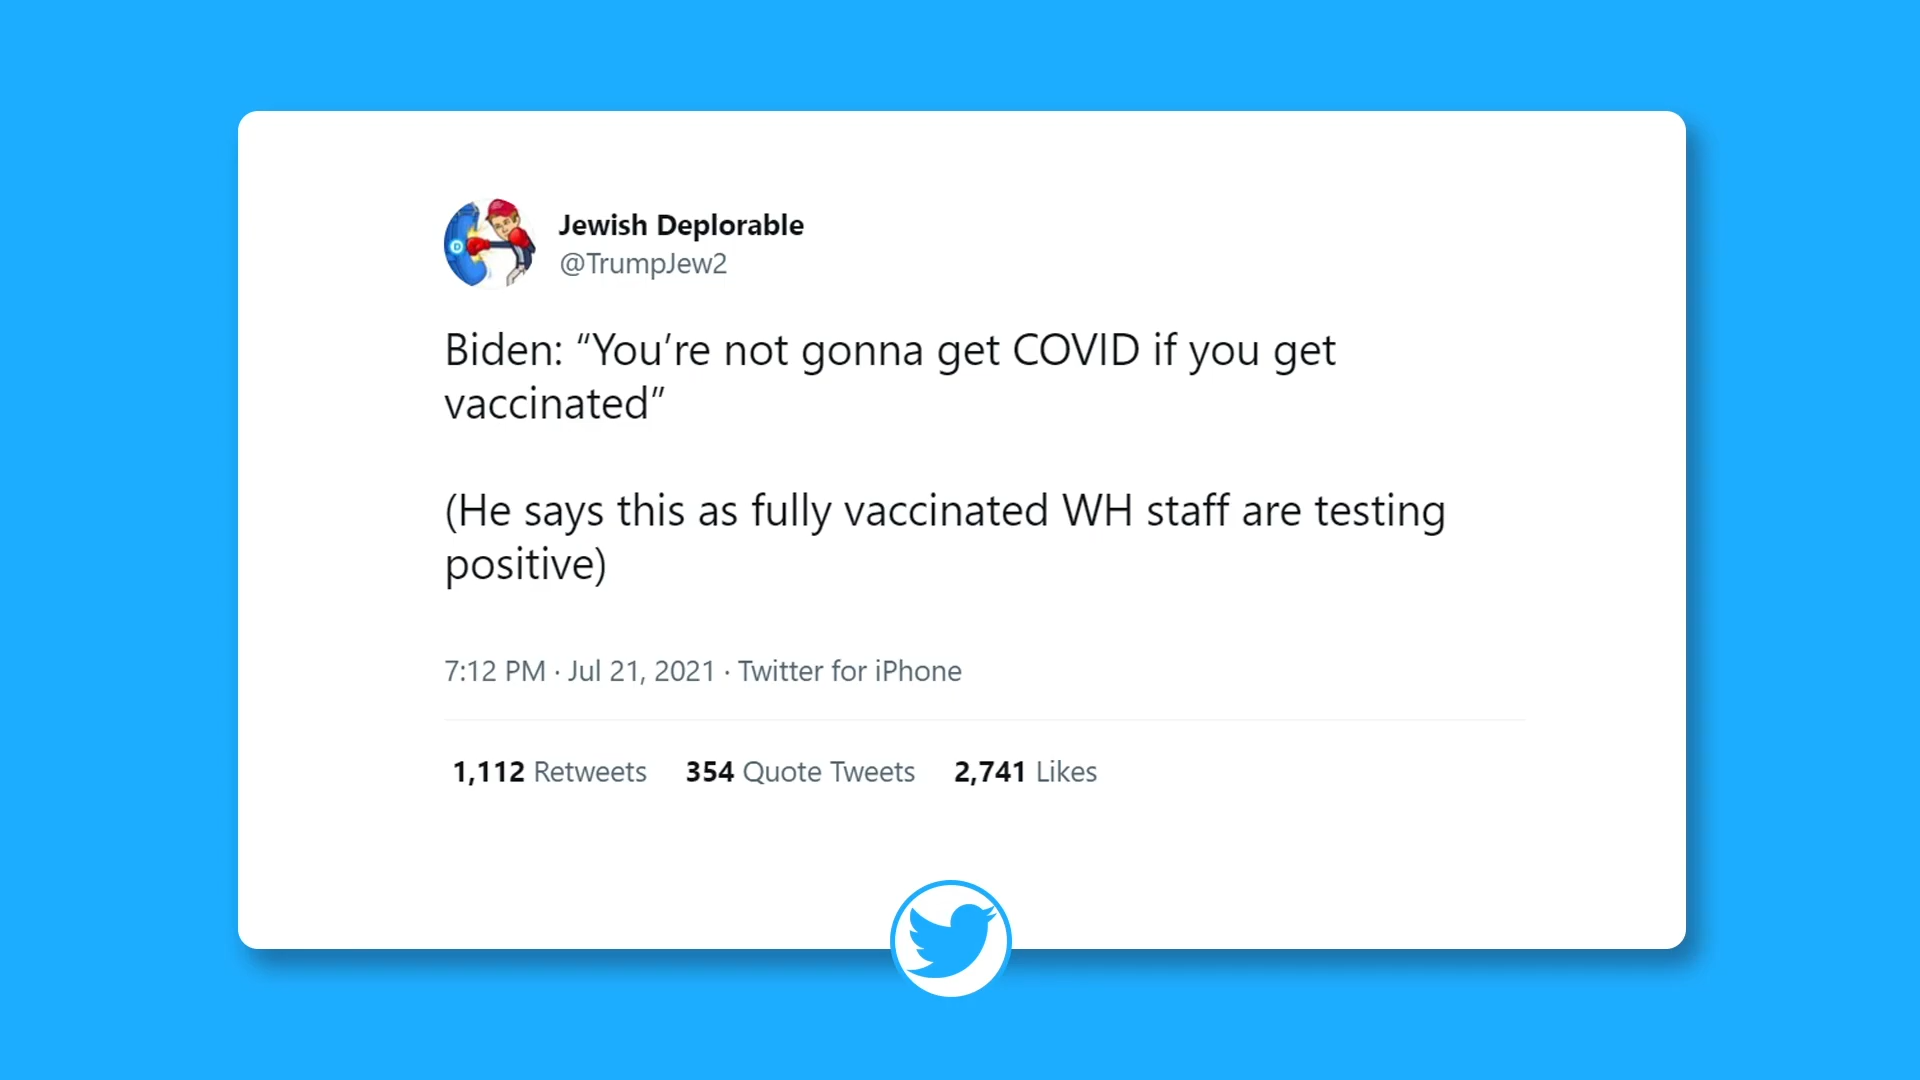 Jewish Deplorable
@TrumpJew2
Biden: “You’re not gonna get COVID if you get
vaccinated”
(He says this as fully vaccinated WH staff are testing
positive)
7:12 PM · Jul 21, 2021 · Twitter for iPhone
1,112 Retweets 354 Quote Tweets 2,741 Likes